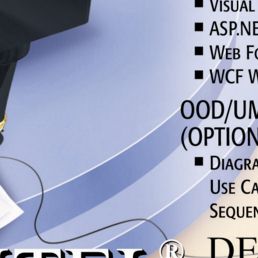 ■ Visual
■ ASP.NE
■ Web Fo
■ WCF W
OOD/UM
(OPTION
■ Diagra
Use Ca
Sequen
®
DE